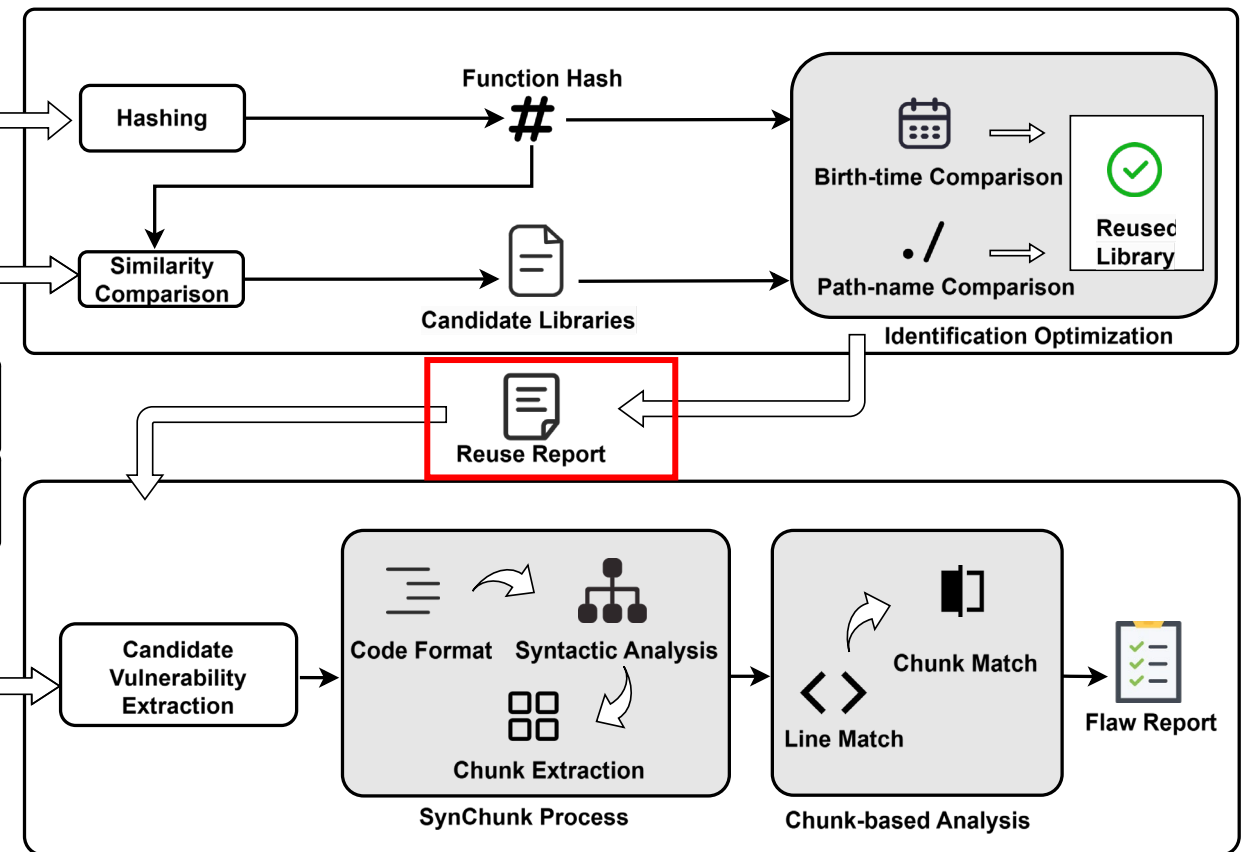 Function Hash
#
Hashing
Birth-time Comparison
Reused
Library
./
Path-name Comparison
Similarity
Comparison
Candidate Libraries
Identification Optimization
Reuse Report
Candidate
Vulnerability
Extraction
Code Format
Syntactic Analysis
Chunk Extraction
SynChunk Process
Chunk Match
Line Match
Chunk-based Analysis
Flaw Report